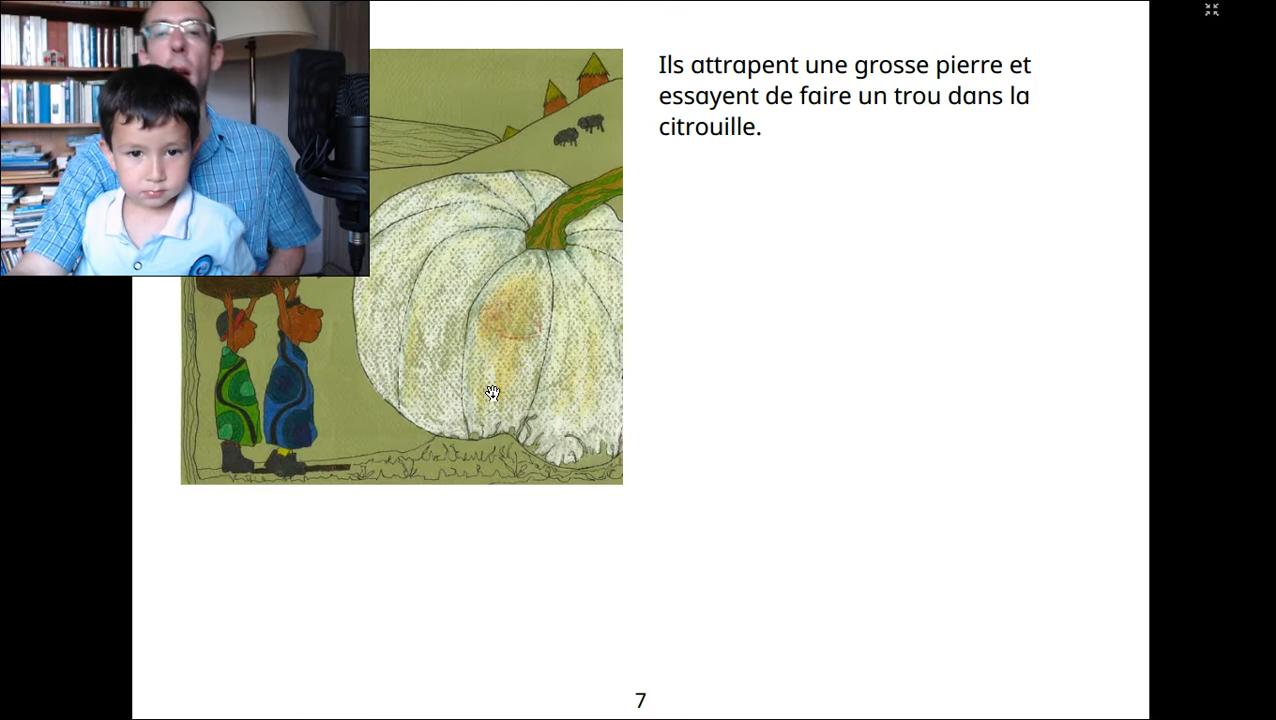 Ils attrapent une grosse pierre et
essayent de faire un trou dans la
citrouille.
7